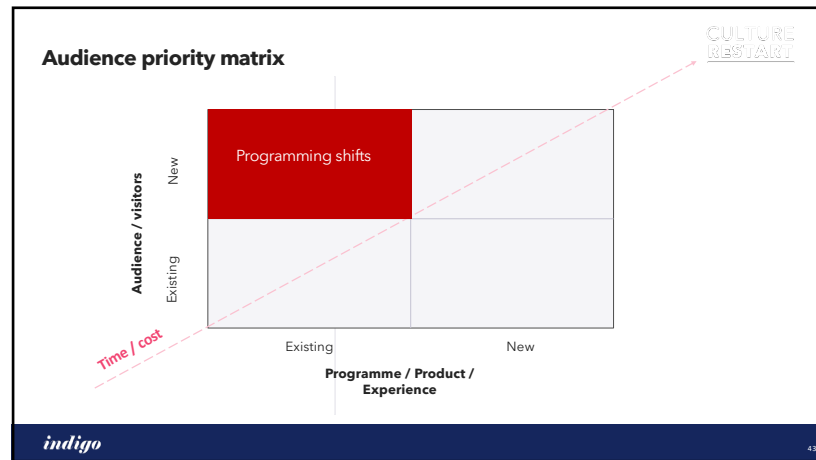 CULTURE
RESTART
Audience priority matrix
Programming shifts
New
Audience / visitors
Existing
Time / cost
Existing
New
Programme / Product /
Experience
indigo
43